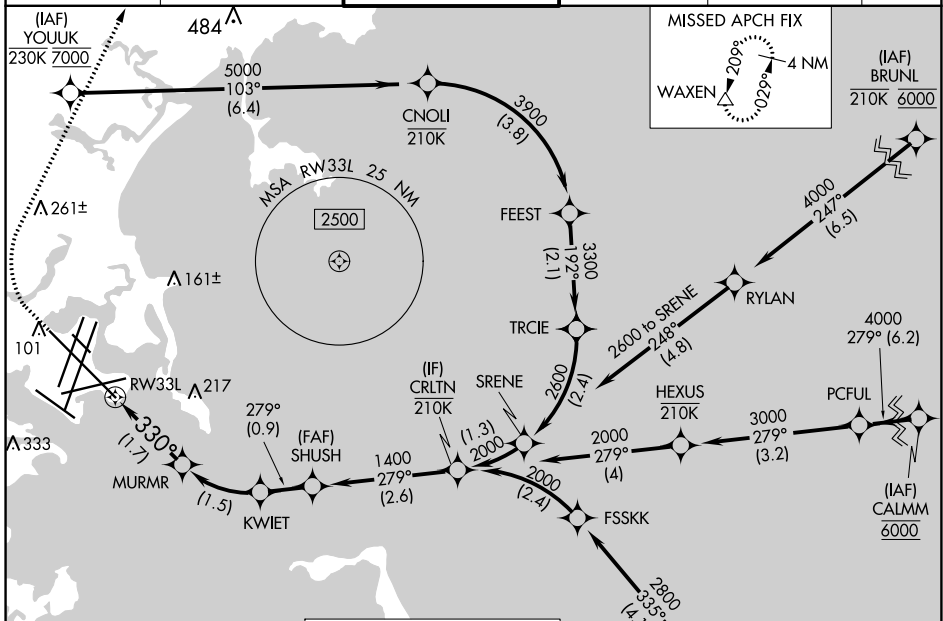 (IAF)
YOUUK
230K 7000
484
5000
103°
(6.4)
CNOLI
210K
3900
(3.8)
MISSED APCH FIX
209°
029°
4 NM
WAXEN
(IAF)
BRUNL
210K 6000
4000
247°
(6.5)
MSA RW33L 25 NM
2500
261±
161±
FEEST
3300
192°
(2.1)
RYLAN
TRCIE
2600 to SRENE
248°
(4.8)
4000
279° (6.2)
101
RW33L
217
333
330°
(1.7)
MURMR
279°
(0.9)
(FAF)
SHUSH
(1.5)
KWIET
(IF)
CRLTN
210K
SRENE
2600
(2.4)
(1.3)
2000
1400
279°
(2.6)
HEXUS
210K
2000
279°
(4)
PCFUL
3000
279°
(3.2)
(IAF)
CALMM
6000
2000
(2.4)
FSSKK
2800
335°